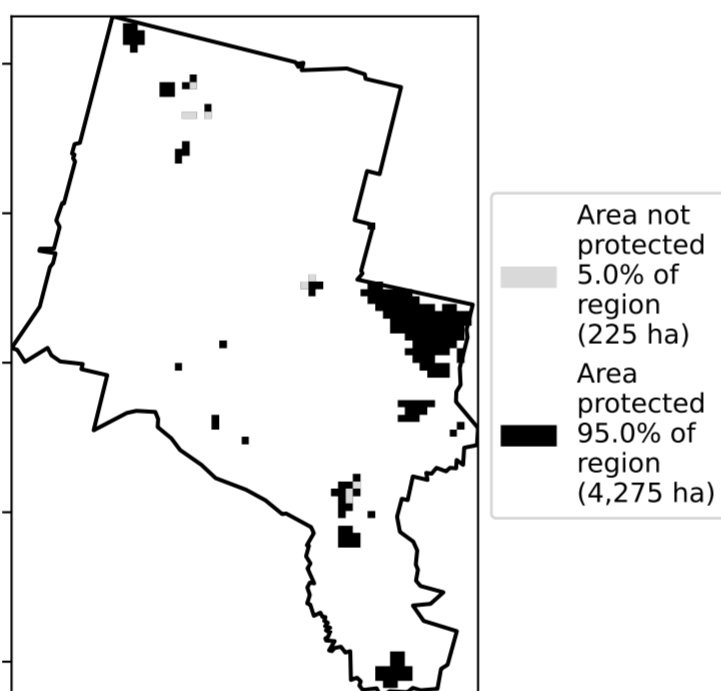 Area not
protected
5.0% of
region
(225 ha)
Area
protected
95.0% of
region
(4,275 ha)